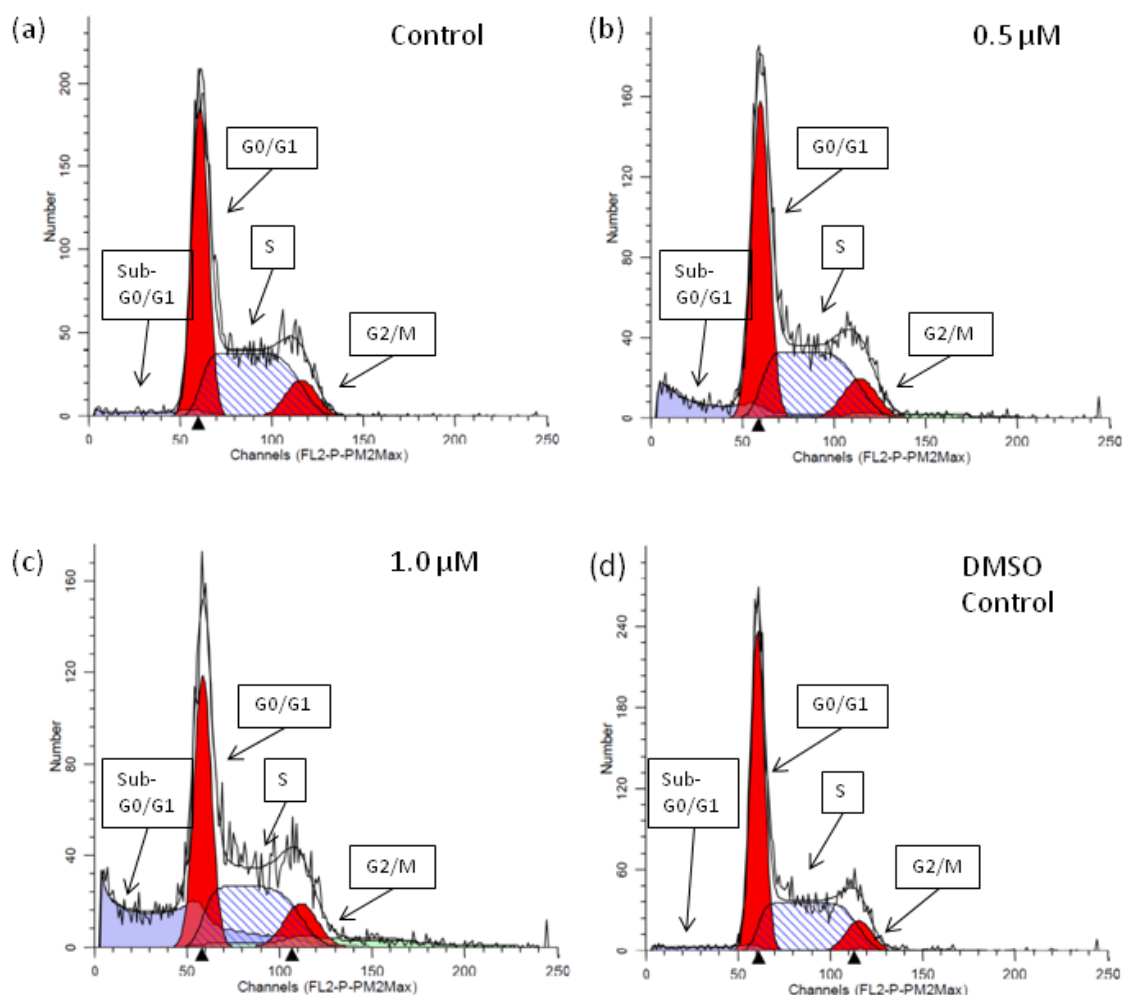 (a)
Control
Number
200
150
100
50
0
G0/G1
S
Sub-
G0/G1
G2/M
0 50 100 150 200 250
Channels (FL2-P-PM2Max)
(b)
0.5 µM
Number
160
120
80
40
0
G0/G1
S
Sub-
G0/G1
G2/M
0 50 100 150 200 250
Channels (FL2-P-PM2Max)
(c)
1.0 µM
Number
160
120
80
40
0
G0/G1
S
Sub-
G0/G1
G2/M
0 50 100 150 200 250
Channels (FL2-P-PM2Max)
(d)
DMSO
Control
Number
240
180
120
60
0
G0/G1
S
Sub-
G0/G1
G2/M
0 50 100 150 200 250
Channels (FL2-P-PM2Max)